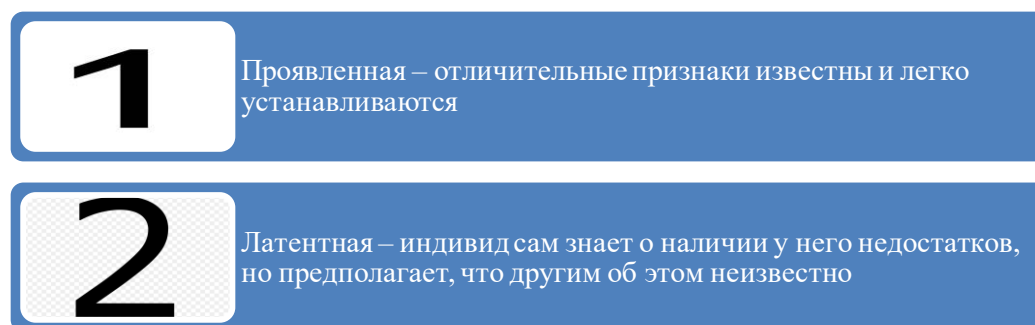 1
Проявленная – отличительные признаки известны и легко
устанавливаются
2
Латентная – индивид сам знает о наличии у него недостатков,
но предполагает, что другим об этом неизвестно